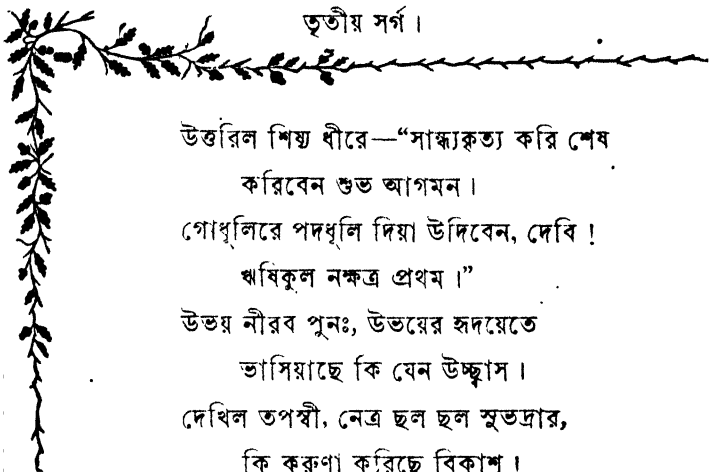 তৃতীয় সর্গ ।
উত্তরিল শিষ্য ধীরে—“সান্ধ্যকৃত্য করি শেষ
করিবেন শুভ আগমন ।
গোধূলিরে পদধূলি দিয়া উদিবেন, দেবি !
ঋষিকুল নক্ষত্র প্রথম ।”
উভয় নীরব পুনঃ, উভয়ের হৃদয়েতে
ভাসিয়াছে কি যেন উচ্ছ্বাস ।
দেখিল তপস্বী, নেত্র ছল ছল সুভদ্রার,
কি করুণা করিছে বিকাশ ।